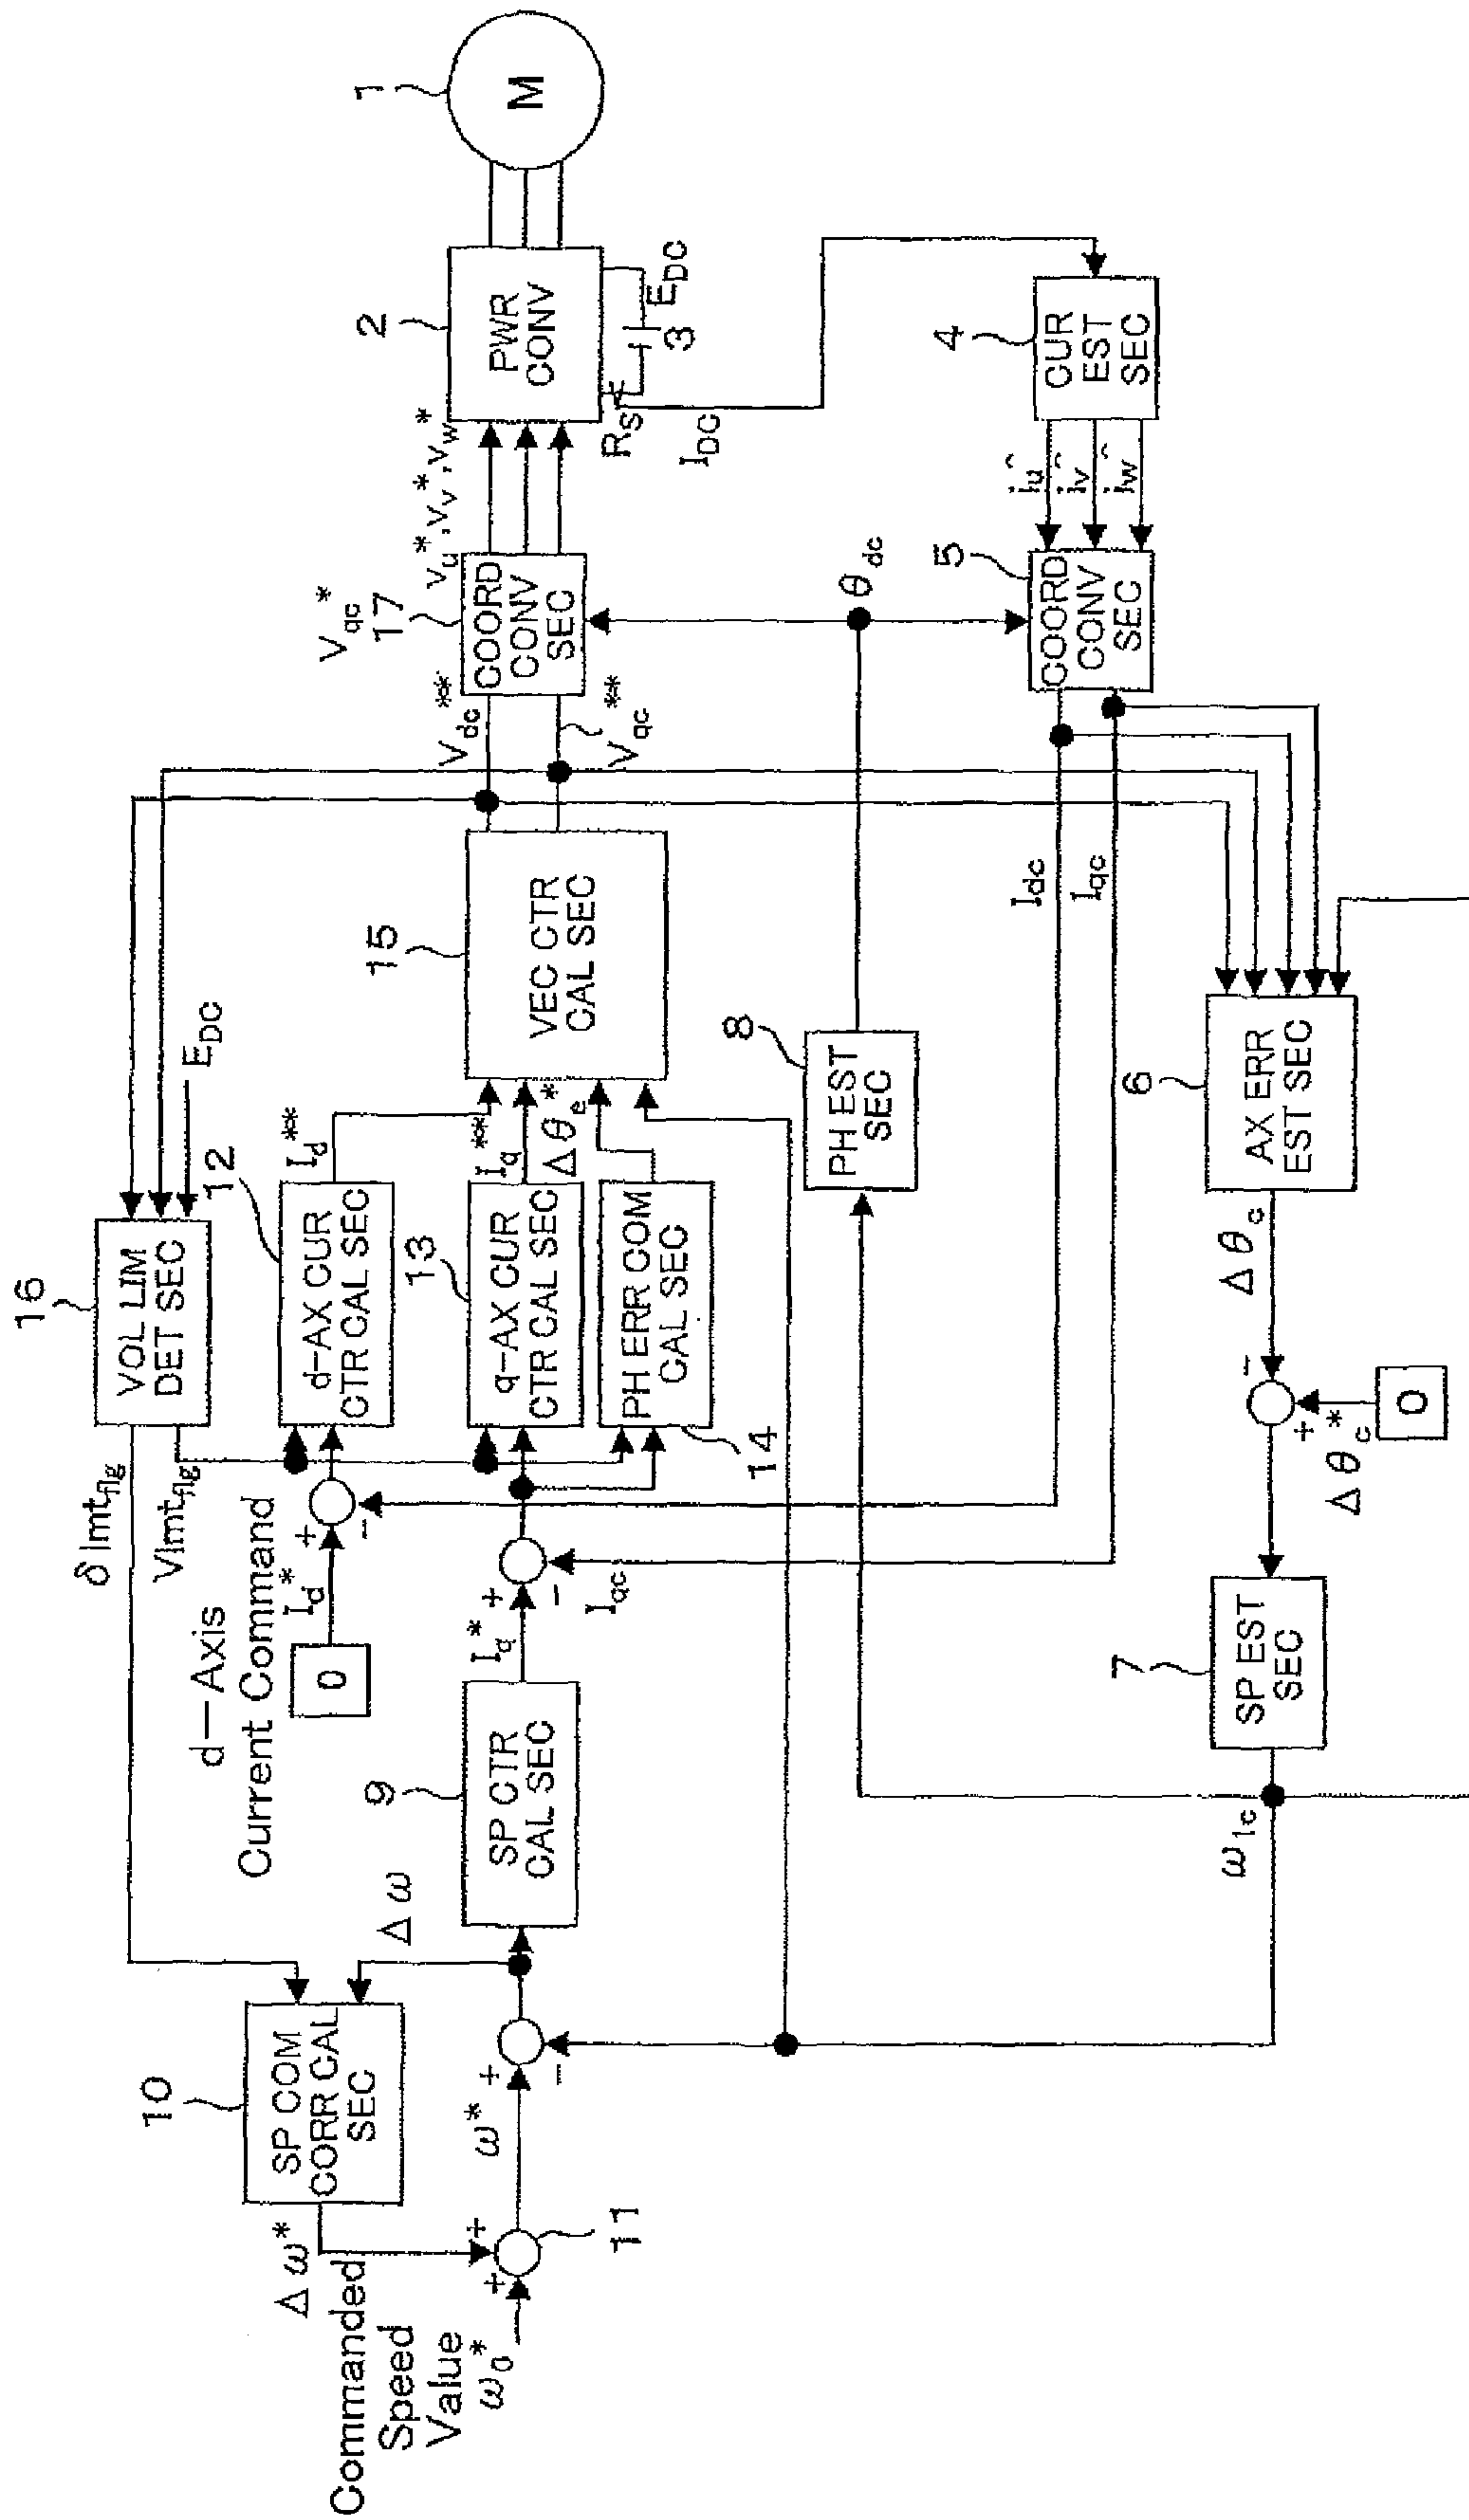 1
M
2
PWR
CONV
3
E_DC
R_S
I_DC
4
CUR
EST
SEC
i_u^
i_v^
i_w^
v_u*, v_v*, v_w*
V_qc*
17
COORD
CONV
SEC
V_dc**
V_qc**
θ_dc
5
COORD
CONV
SEC
I_dc
I_qc
15
VEC CTR
CAL SEC
E_DC
16
VOL LIM
DET SEC
δlmt_flg
Vlmt_flg
12
d-AX CUR
CTR CAL SEC
I_d**
13
q-AX CUR
CTR CAL SEC
I_q**
Δθ_e*
PH ERR COM
CAL SEC
14
8
PH EST
SEC
6
AX ERR
EST SEC
Δθ_c
-
+
Δθ_c*
0
7
SP EST
SEC
ω_1c
d-Axis
Current Command
I_d*
0
+
-
I_q*
+
-
I_qc
9
SP CTR
CAL SEC
Δω
10
SP COM
CORR CAL
SEC
Δω*
ω*
+
-
+
+
11
Commanded
Speed
Value
ω_0*